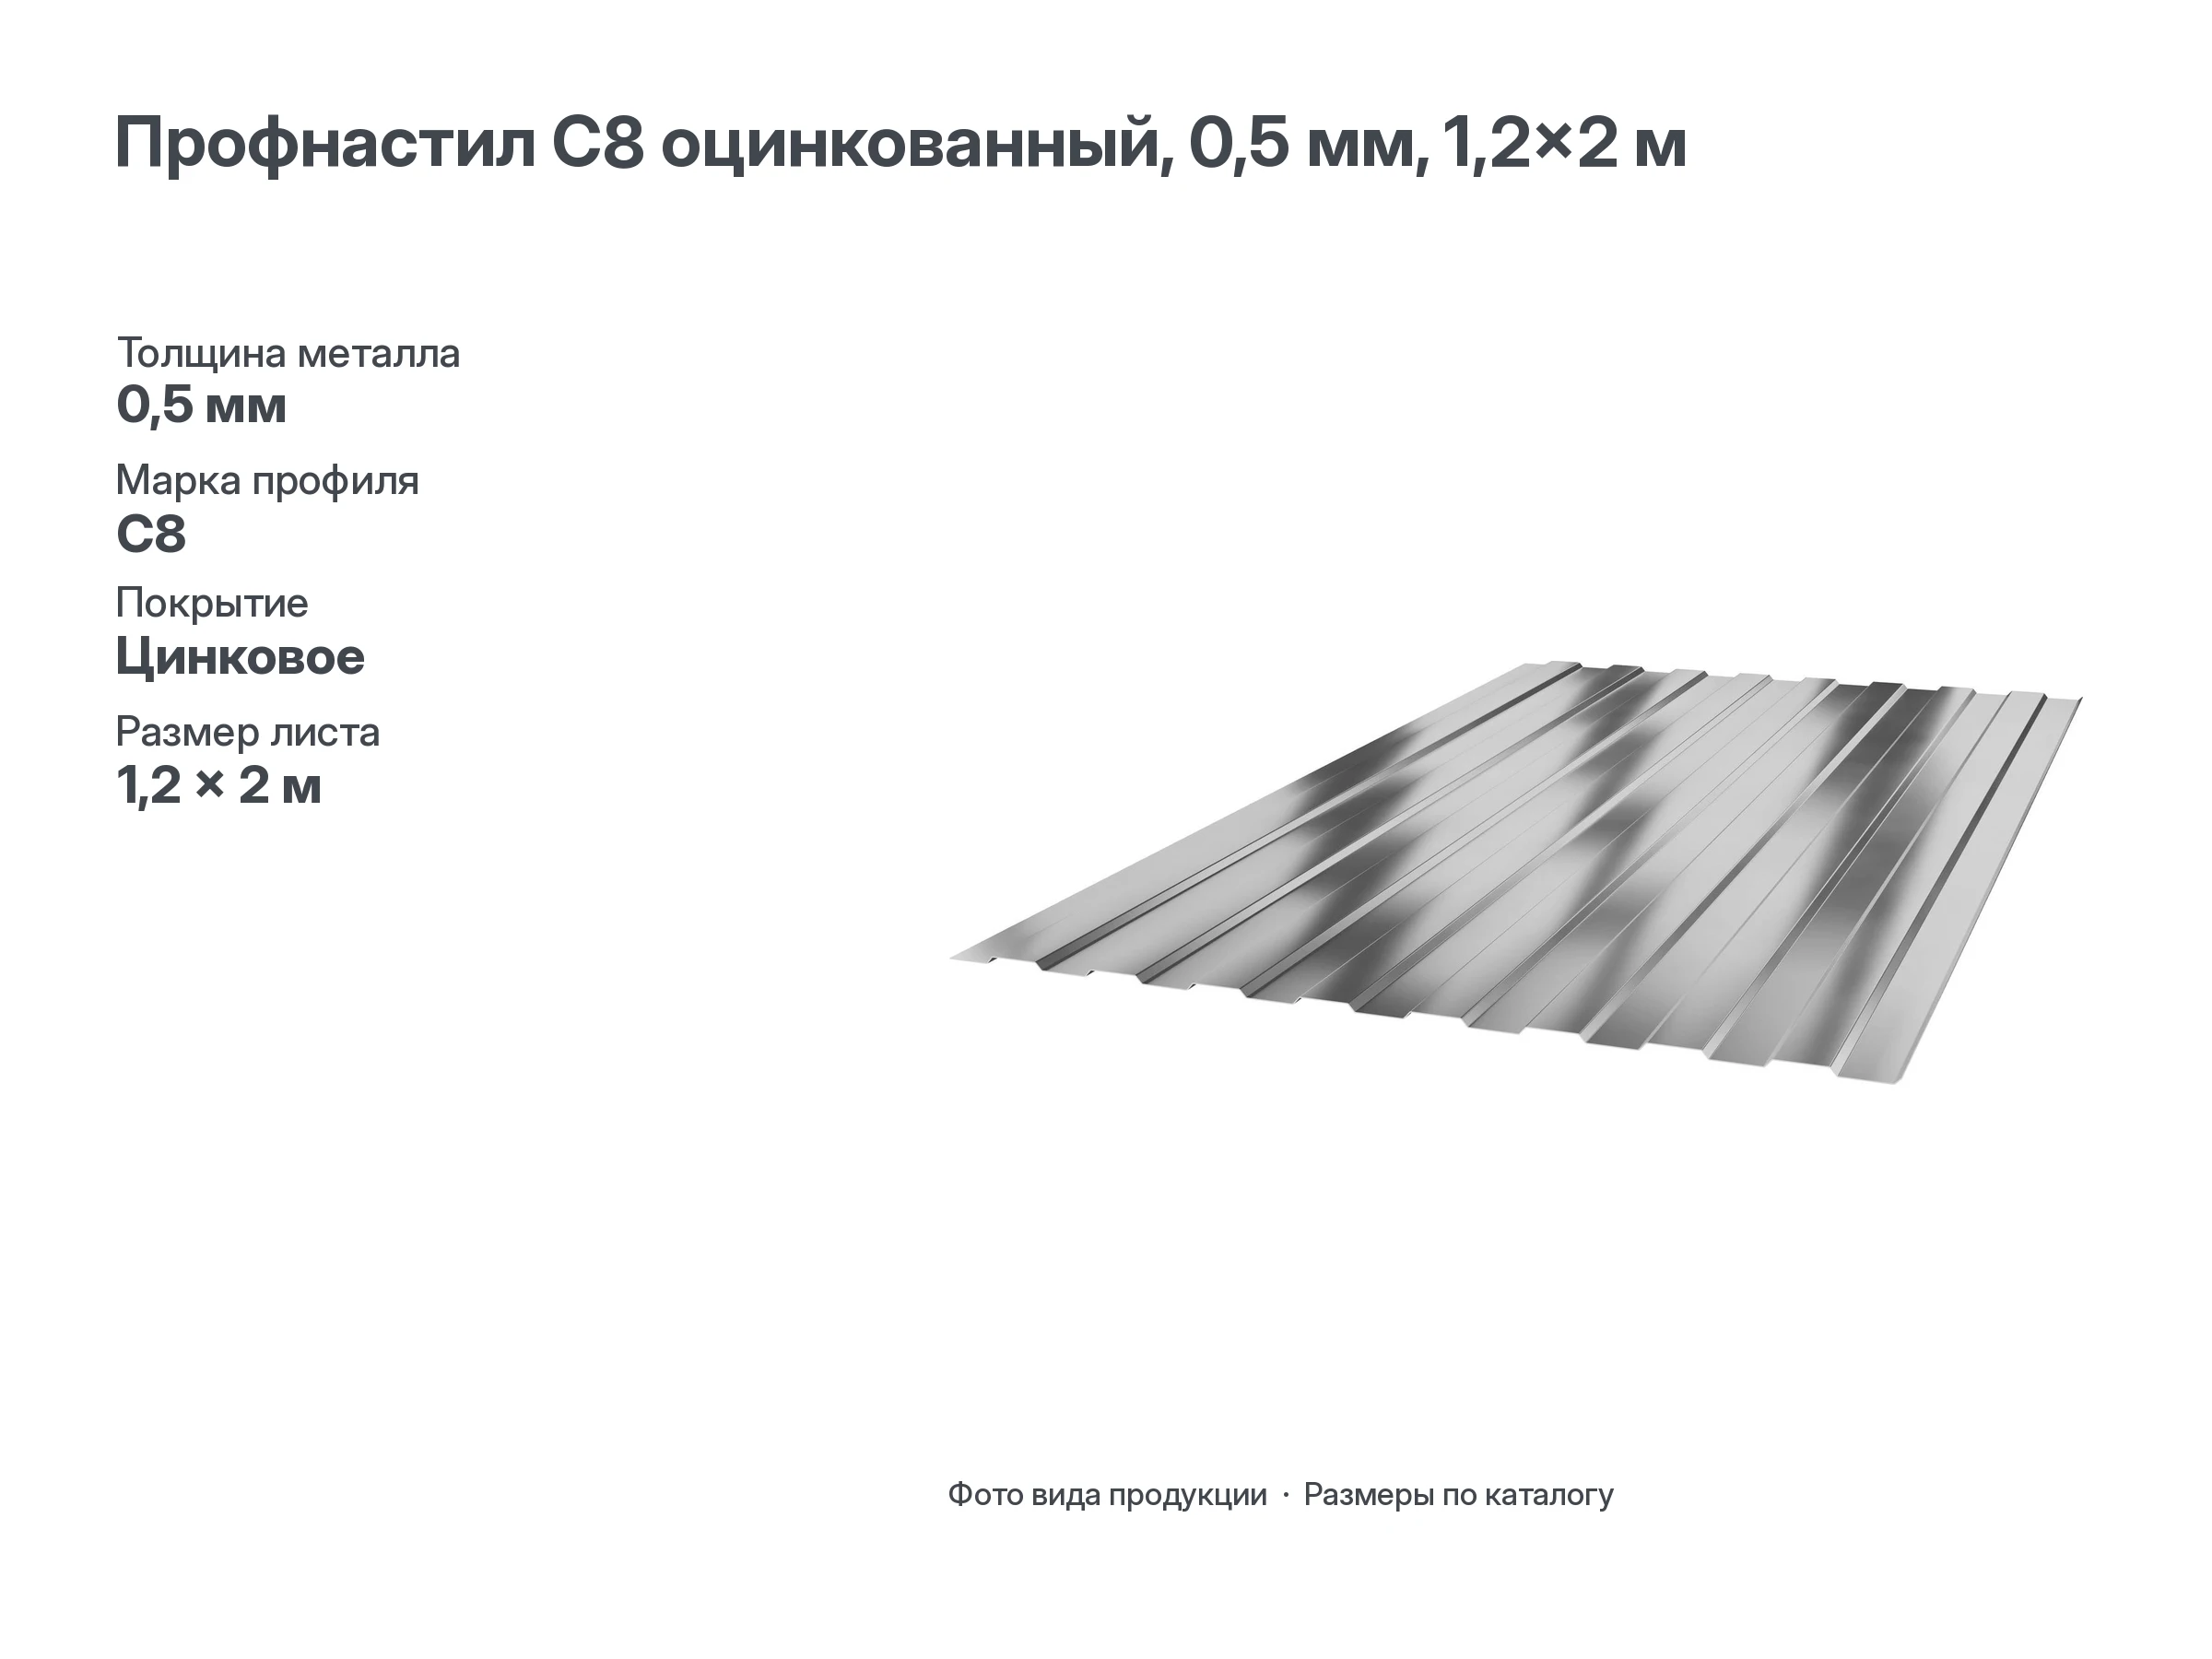 Профнастил С8 оцинкованный, 0,5 мм, 1,2×2 м
Толщина металла
0,5 мм
Марка профиля
С8
Покрытие
Цинковое
Размер листа
1,2 × 2 м
Фото вида продукции · Размеры по каталогу